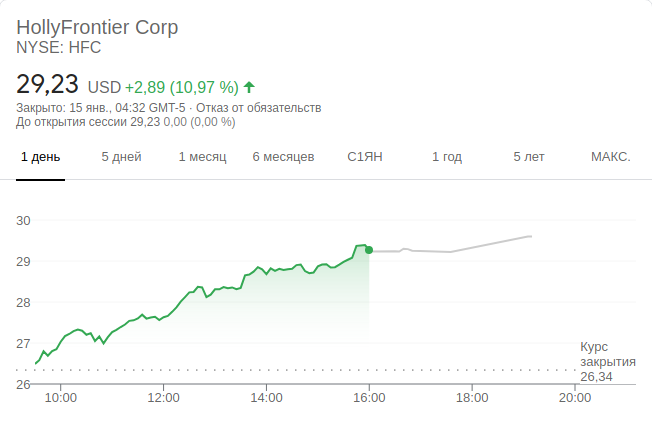 HollyFrontier Corp
NYSE: HFC
29,23 USD +2,89 (10,97 %)
Закрыто: 15 янв., 04:32 GMT-5 · Отказ от обязательств
До открытия сессии 29,23 0,00 (0,00 %)
1 день 5 дней 1 месяц 6 месяцев С1ЯН 1 год 5 лет МАКС.
30
29
28
27
Курс
закрытия
26,34
26
10:00 12:00 14:00 16:00 18:00 20:00